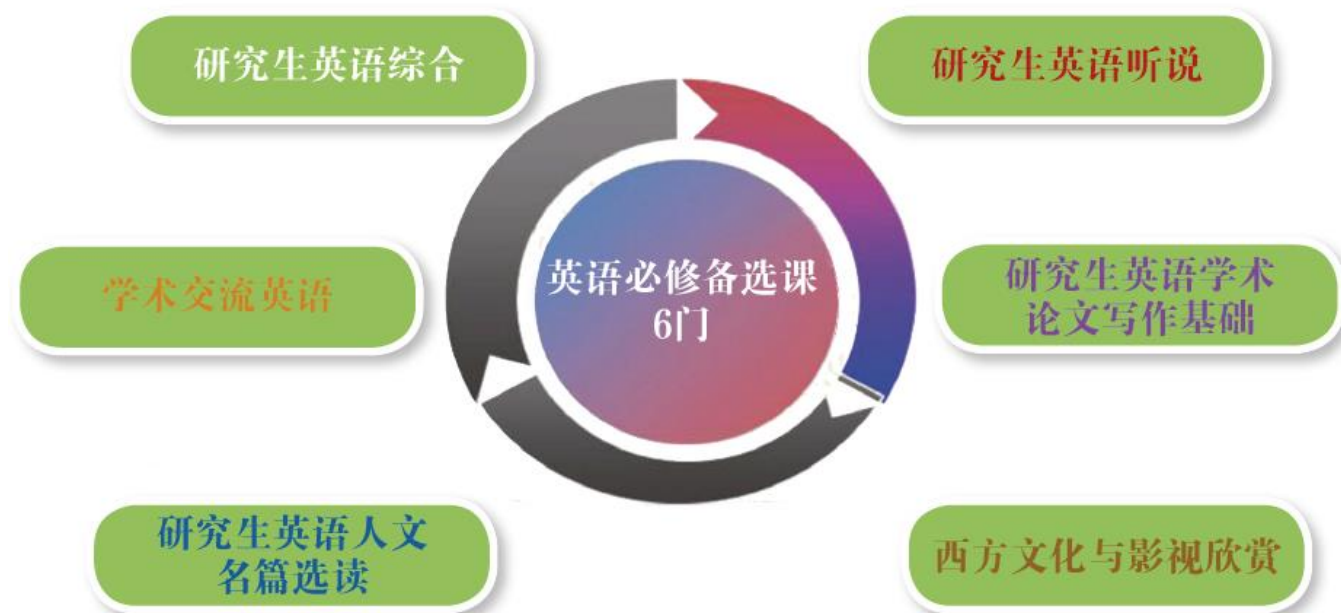 研究生英语综合
研究生英语听说
英语必修备选课
6门
学术交流英语
研究生英语学术
论文写作基础
研究生英语人文
名篇选读
西方文化与影视欣赏